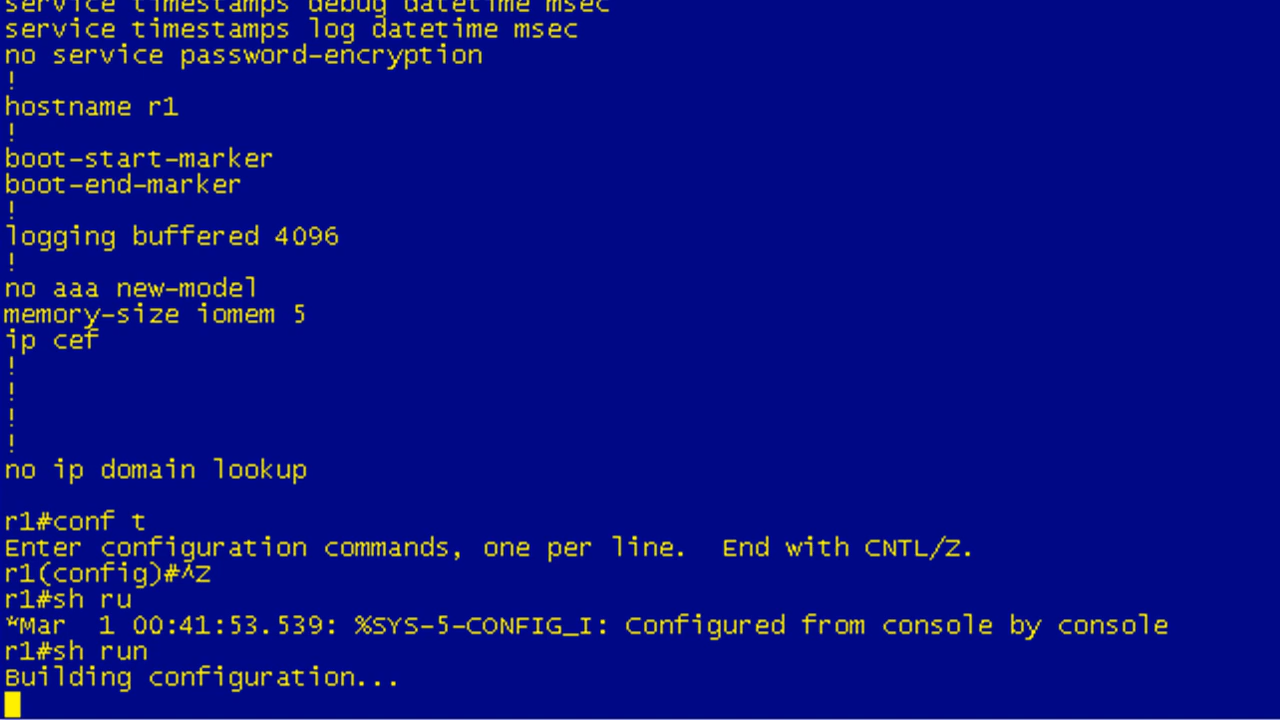 service timestamps debug datetime msec
service timestamps log datetime msec
no service password-encryption
!
hostname r1
!
boot-start-marker
boot-end-marker
!
logging buffered 4096
!
no aaa new-model
memory-size iomem 5
ip cef
!
!
!
!
no ip domain lookup
r1#conf t
Enter configuration commands, one per line.  End with CNTL/Z.
r1(config)#^Z
r1#sh ru
*Mar  1 00:41:53.539: %SYS-5-CONFIG_I: Configured from console by console
r1#sh run
Building configuration...